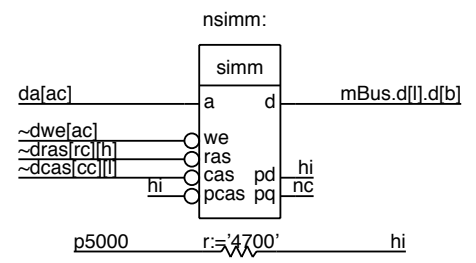 nsimm:
simm
da[ac] a d mBus.d[l].d[b]
~dwe[ac] we
~dras[rc][h] ras
~dcas[cc][l] cas pd hi
hi pcas pq nc
p5000 r:='4700' hi